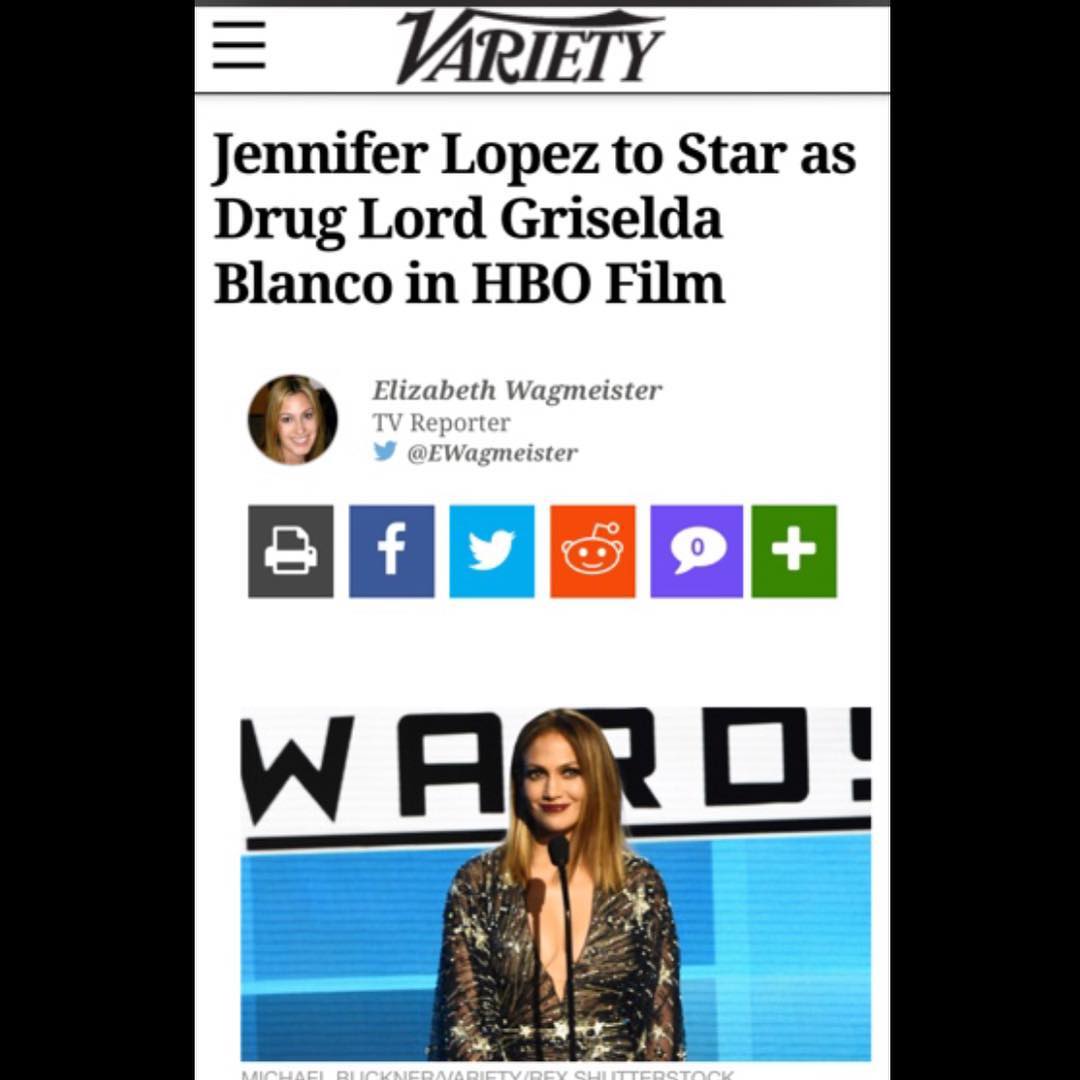 VARIETY
Jennifer Lopez to Star as
Drug Lord Griselda
Blanco in HBO Film
Elizabeth Wagmeister
TV Reporter
@EWagmeister
0
WARDS
MICHAEL BUCKNER/VARIETY/REX SHUTTERSTOCK